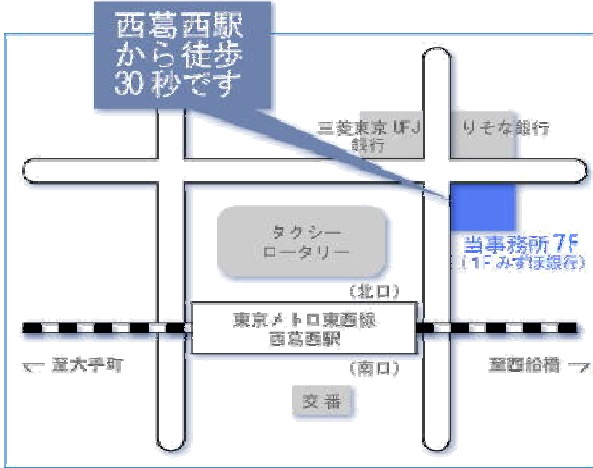 西葛西駅
から徒歩
30秒です
三菱東京UFJ
銀行
りそな銀行
タクシー
ロータリー
当事務所7F
(1Fみずほ銀行)
(北口)
東京メトロ東西線
西葛西駅
← 至大手町
(南口)
至西船橋 →
交番